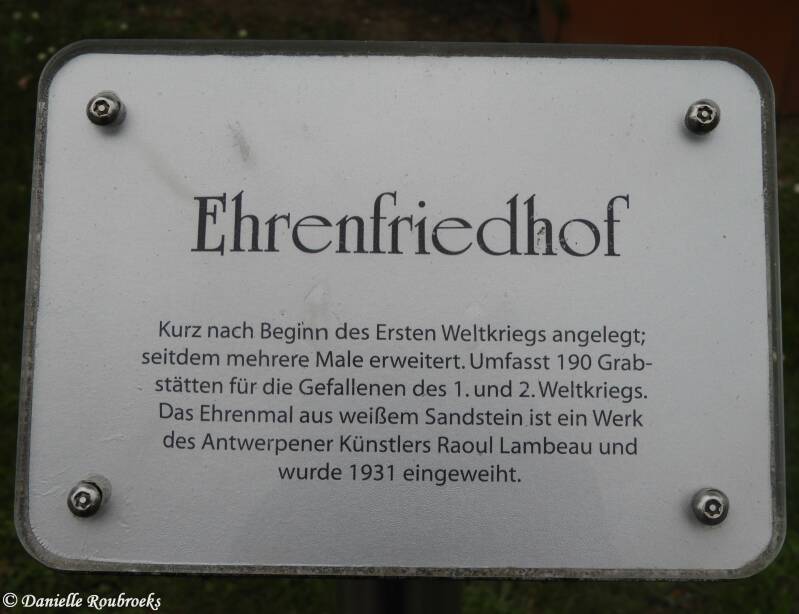 Ehrenfriedhof
Kurz nach Beginn des Ersten Weltkriegs angelegt;
seitdem mehrere Male erweitert. Umfasst 190 Grab-
stätten für die Gefallenen des 1. und 2. Weltkriegs.
Das Ehrenmal aus weißem Sandstein ist ein Werk
des Antwerpener Künstlers Raoul Lambeau und
wurde 1931 eingeweiht.
© Danielle Roubroeks